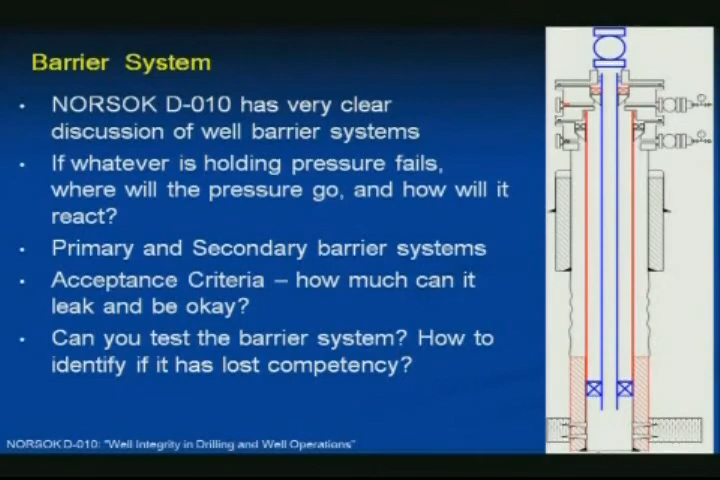 Barrier System
• NORSOK D-010 has very clear
discussion of well barrier systems
• If whatever is holding pressure fails,
where will the pressure go, and how will it
react?
• Primary and Secondary barrier systems
• Acceptance Criteria – how much can it
leak and be okay?
• Can you test the barrier system? How to
identify if it has lost competency?
NORSOK D-010: "Well Integrity in Drilling and Well Operations"